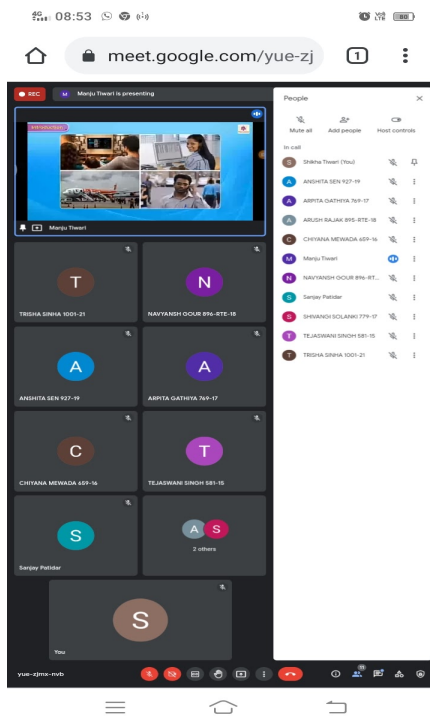 4G 08:53
meet.google.com/yue-zj
1
REC
M Manju Tiwari is presenting
Manju Tiwari
T
TRISHA SINHA 1001-21
N
NAVYANSH GOUR 896-RTE-18
A
ANSHITA SEN 927-19
A
ARPITA GATHIYA 769-17
C
CHIYANA MEWADA 659-16
T
TEJASWANI SINGH 581-15
S
Sanjay Patidar
A S
2 others
S
You
People
Mute all Add people Host controls
In call
S Shikha Tiwari (You)
A ANSHITA SEN 927-19
A ARPITA GATHIYA 769-17
A ARUSH RAJAK 895-RTE-18
C CHIYANA MEWADA 659-16
M Manju Tiwari
N NAVYANSH GOUR 896-RT...
S Sanjay Patidar
S SHIVANGI SOLANKI 779-17
T TEJASWANI SINGH 581-15
T TRISHA SINHA 1001-21
yue-zjmx-nvb
11